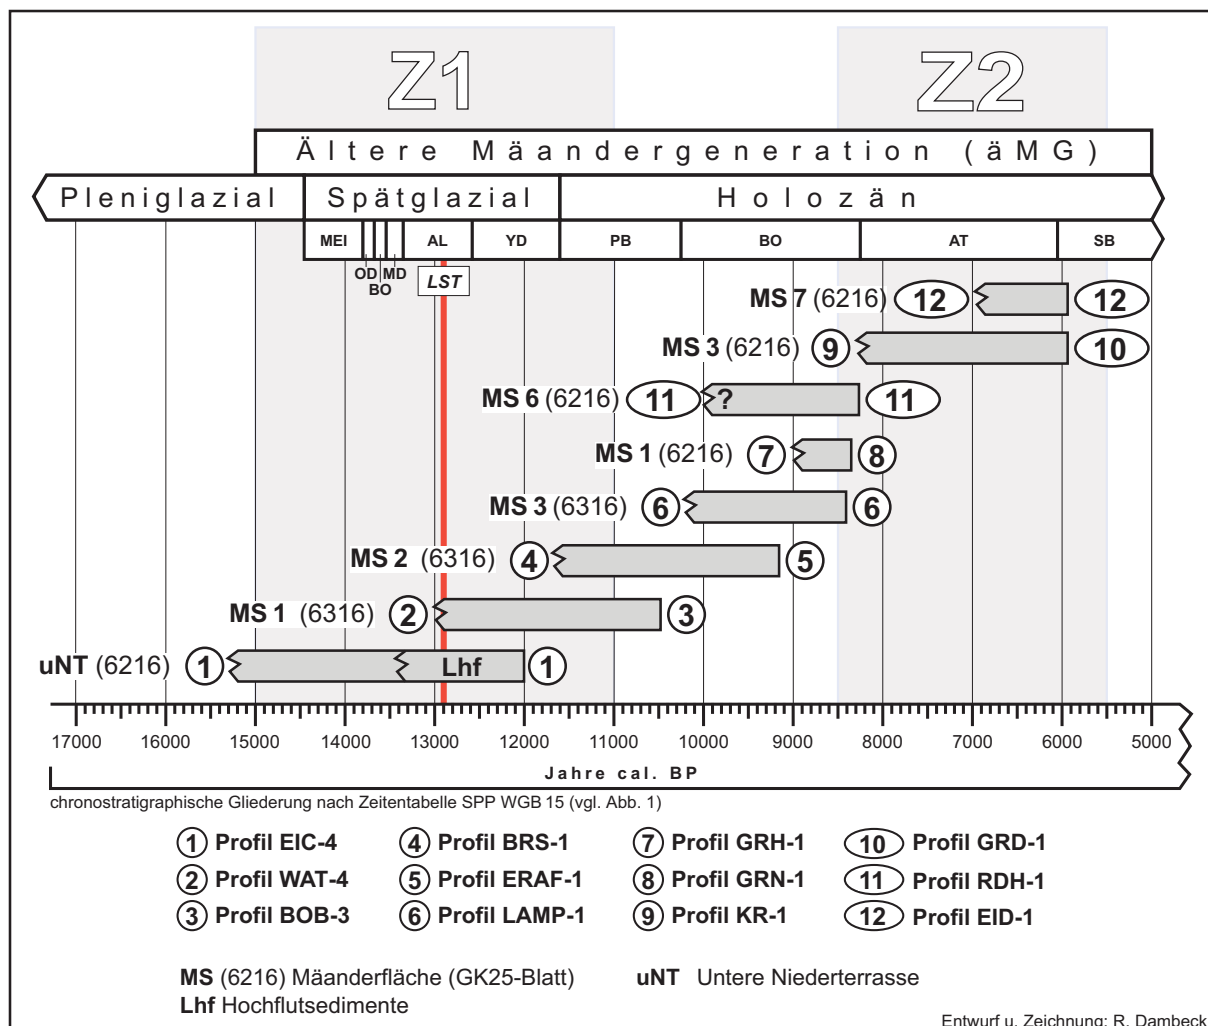 Z1 Z2
Ältere Mäandergeneration (äMG)
Pleniglazial Spätglazial Holozän
MEI AL YD PB BO AT SB
OD MD
BO
LST
MS 7 (6216) 12 12
MS 3 (6216) 9 10
MS 6 (6216) 11 ? 11
MS 1 (6216) 7 8
MS 3 (6316) 6 6
MS 2 (6316) 4 5
MS 1 (6316) 2 3
uNT (6216) 1 Lhf 1
17000 16000 15000 14000 13000 12000 11000 10000 9000 8000 7000 6000 5000
Jahre cal. BP
chronostratigraphische Gliederung nach Zeitentabelle SPP WGB 15 (vgl. Abb. 1)
1 Profil EIC-4 4 Profil BRS-1 7 Profil GRH-1 10 Profil GRD-1
2 Profil WAT-4 5 Profil ERAF-1 8 Profil GRN-1 11 Profil RDH-1
3 Profil BOB-3 6 Profil LAMP-1 9 Profil KR-1 12 Profil EID-1
MS (6216) Mäanderfläche (GK25-Blatt) uNT Untere Niederterrasse
Lhf Hochflutsedimente
Entwurf u. Zeichnung: R. Dambeck